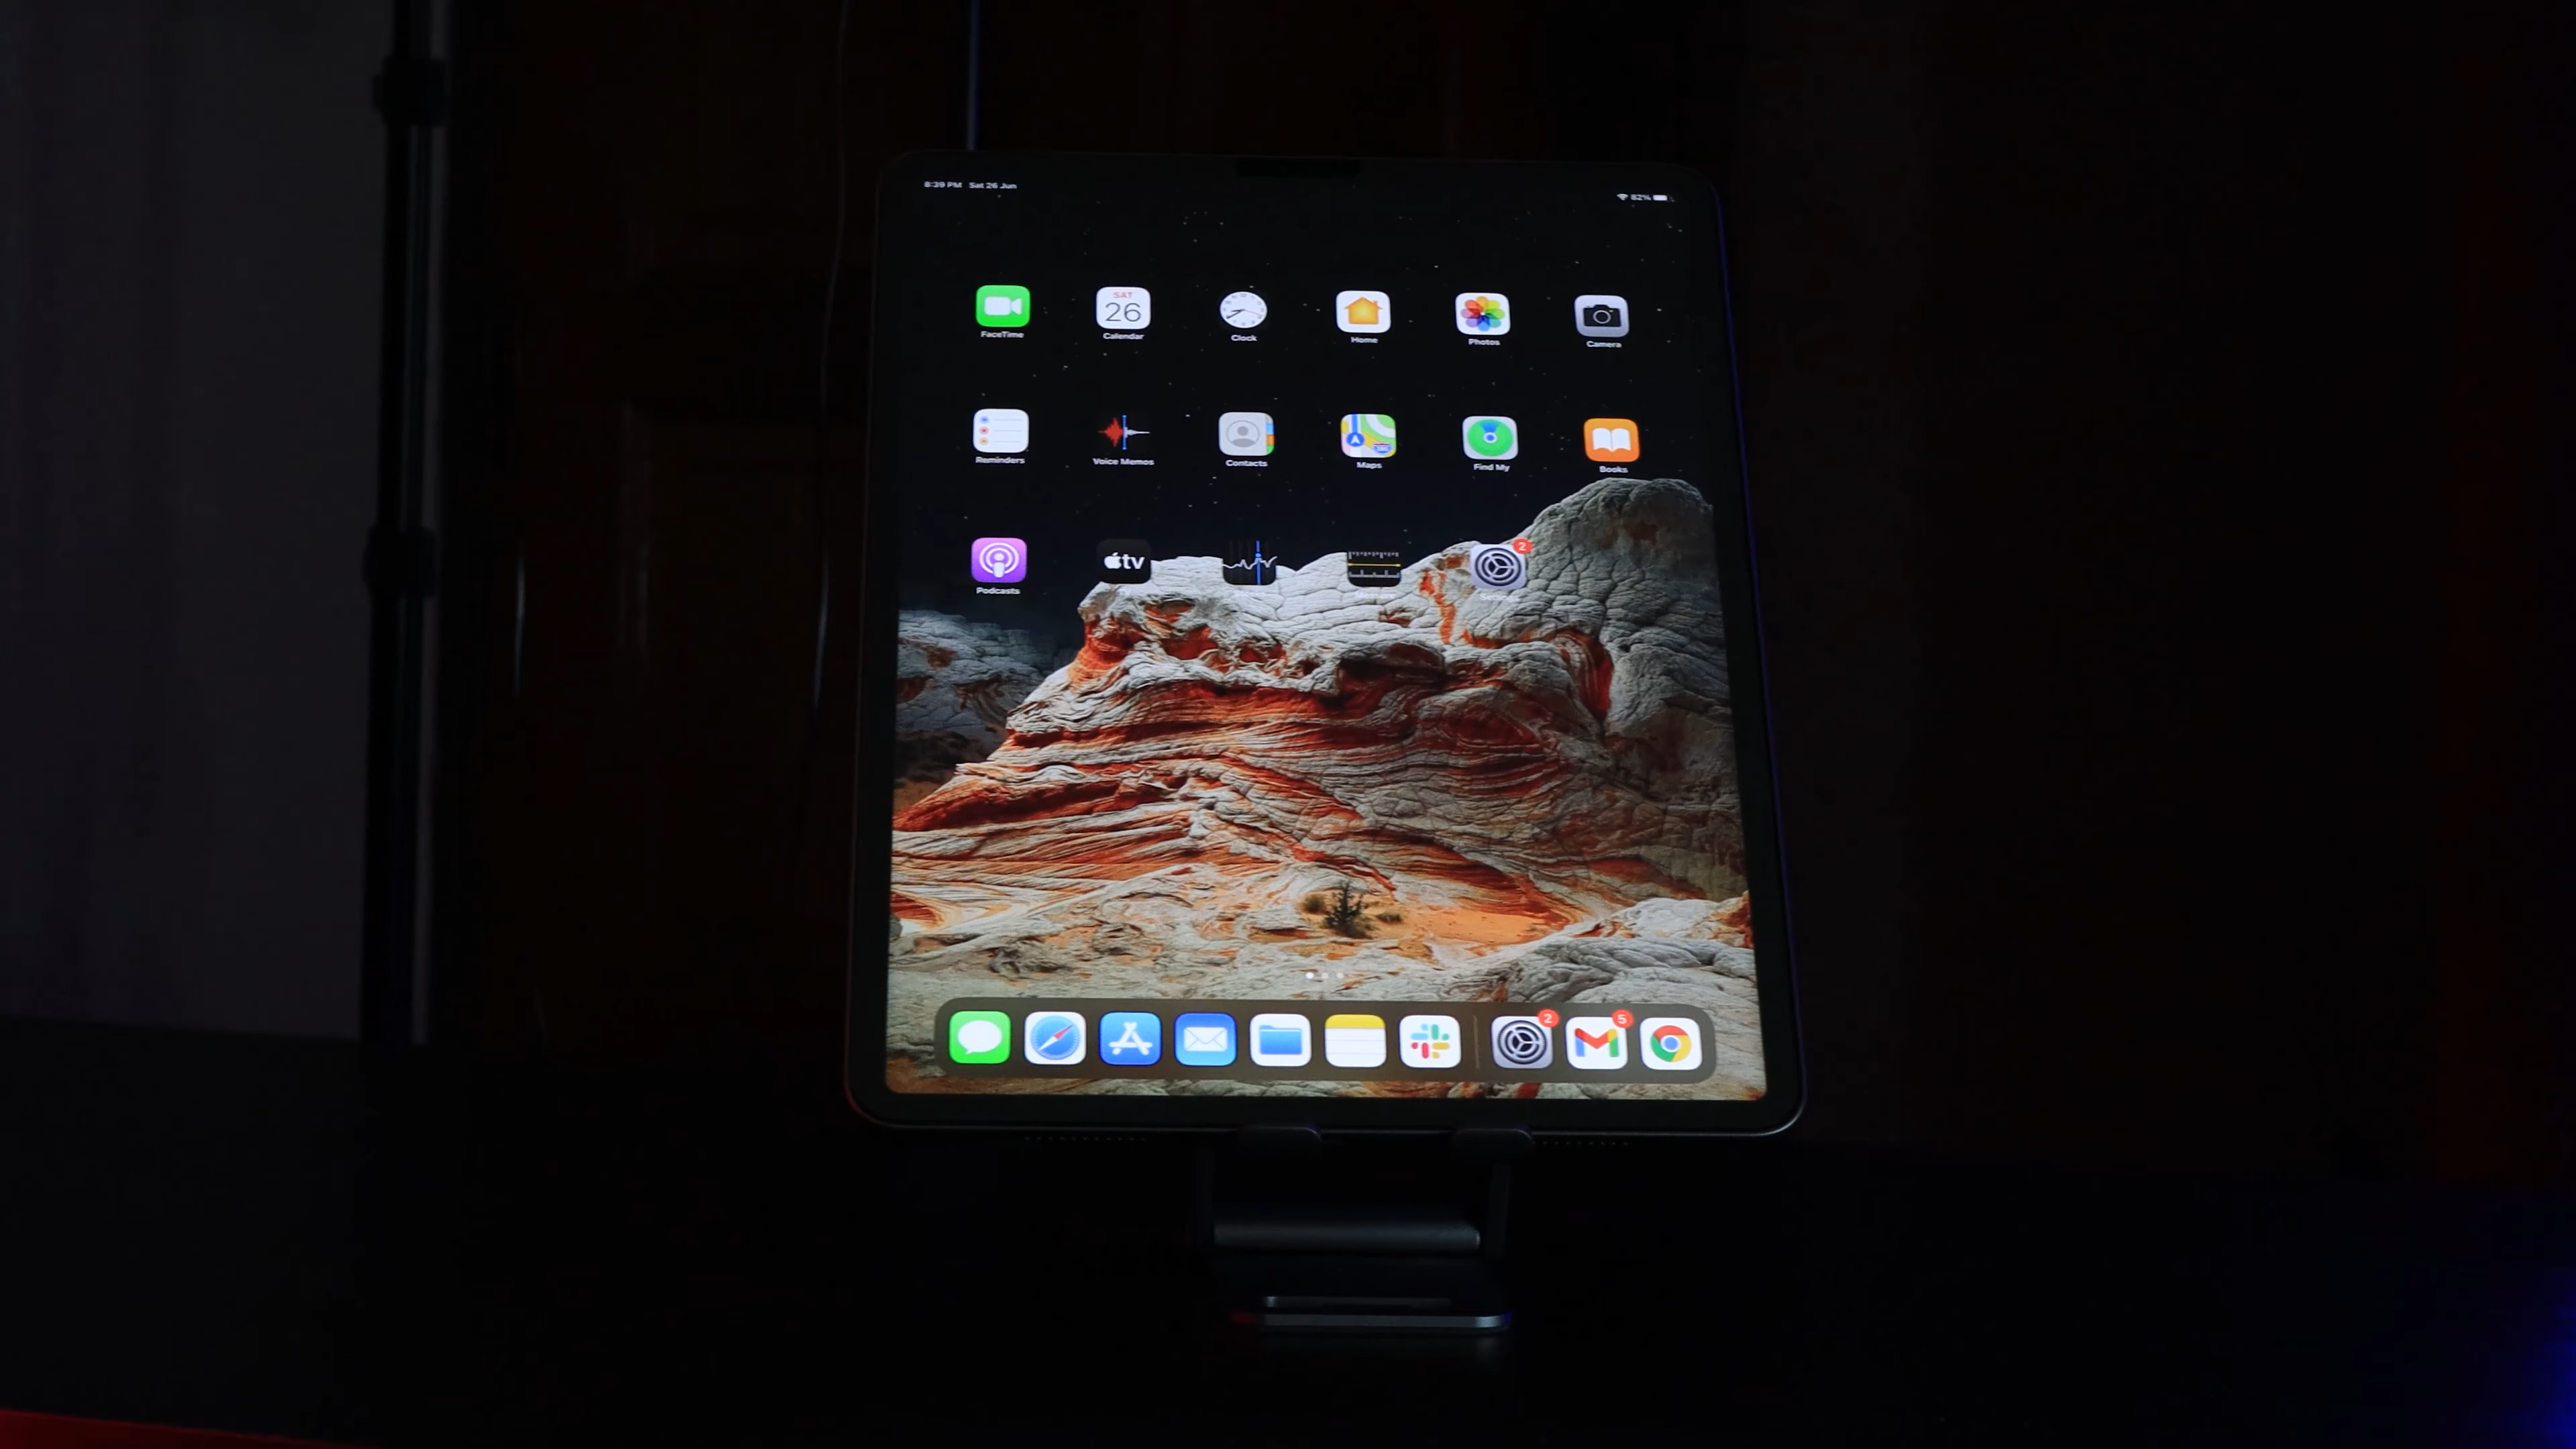 8:39 PM Sat 26 Jun
82%
SAT
26
FaceTime
Calendar
Clock
Home
Photos
Camera
Reminders
Voice Memos
Contacts
Maps
Find My
Books
tv
2
Podcasts
2
5